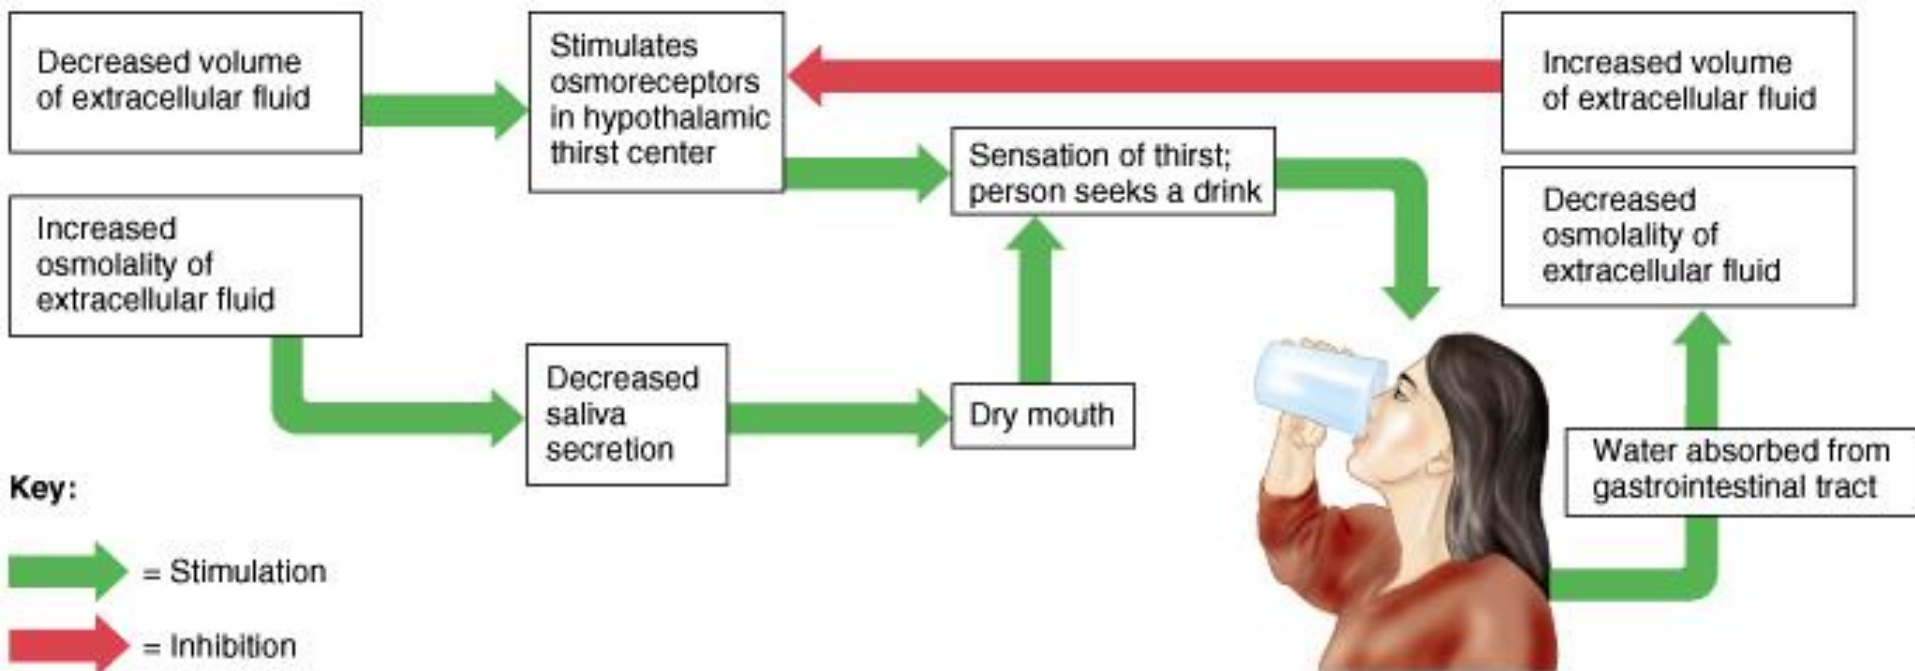 Decreased volume
of extracellular fluid
Stimulates
osmoreceptors
in hypothalamic
thirst center
Increased volume
of extracellular fluid
Sensation of thirst;
person seeks a drink
Increased
osmolality of
extracellular fluid
Decreased
osmolality of
extracellular fluid
Decreased
saliva
secretion
Dry mouth
Water absorbed from
gastrointestinal tract
Key:
= Stimulation
= Inhibition